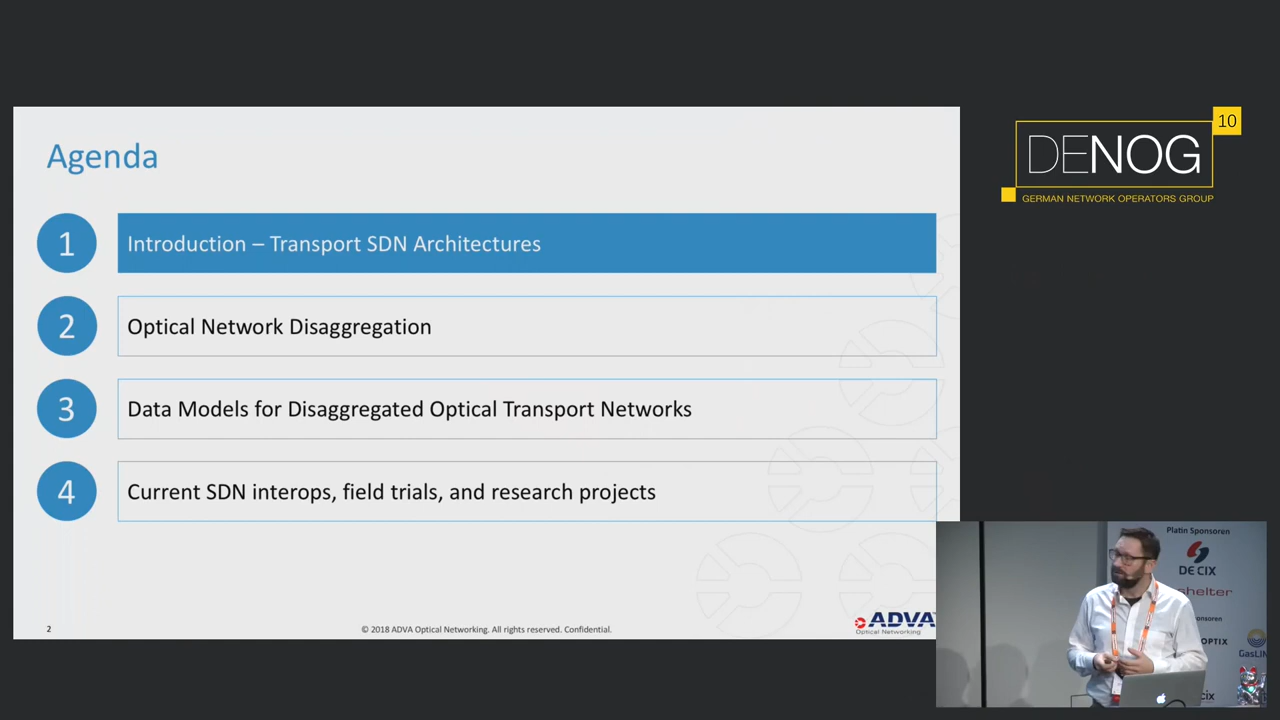 Agenda
1
Introduction – Transport SDN Architectures
2
Optical Network Disaggregation
3
Data Models for Disaggregated Optical Transport Networks
4
Current SDN interops, field trials, and research projects
2
© 2018 ADVA Optical Networking. All rights reserved. Confidential.
ADVA
Optical Networking
10
DENOG
GERMAN NETWORK OPERATORS GROUP
Platin Sponsoren
DE CIX
shelter
GasLIN